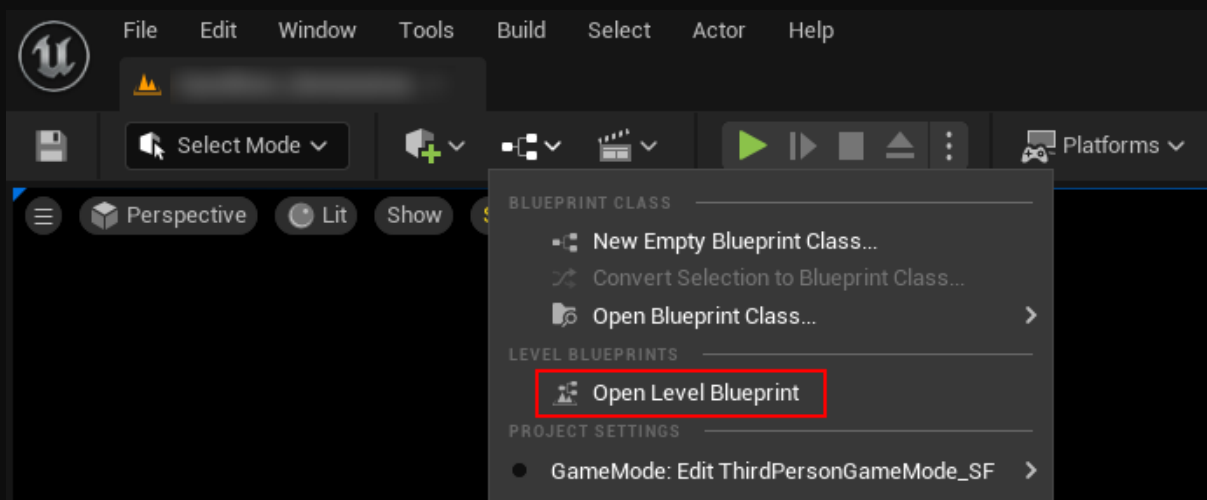 File Edit Window Tools Build Select Actor Help
Select Mode Platforms
Perspective Lit Show
BLUEPRINT CLASS
New Empty Blueprint Class...
Convert Selection to Blueprint Class...
Open Blueprint Class...
LEVEL BLUEPRINTS
Open Level Blueprint
PROJECT SETTINGS
GameMode: Edit ThirdPersonGameMode_SF